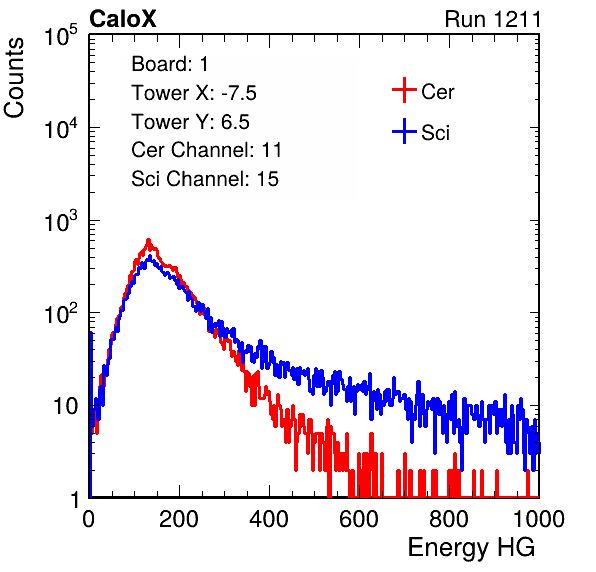 CaloX Run 1211
Counts
Board: 1
Tower X: -7.5
Tower Y: 6.5
Cer Channel: 11
Sci Channel: 15
Cer
Sci
10^5
10^4
10^3
10^2
10
1
0 200 400 600 800 1000
Energy HG